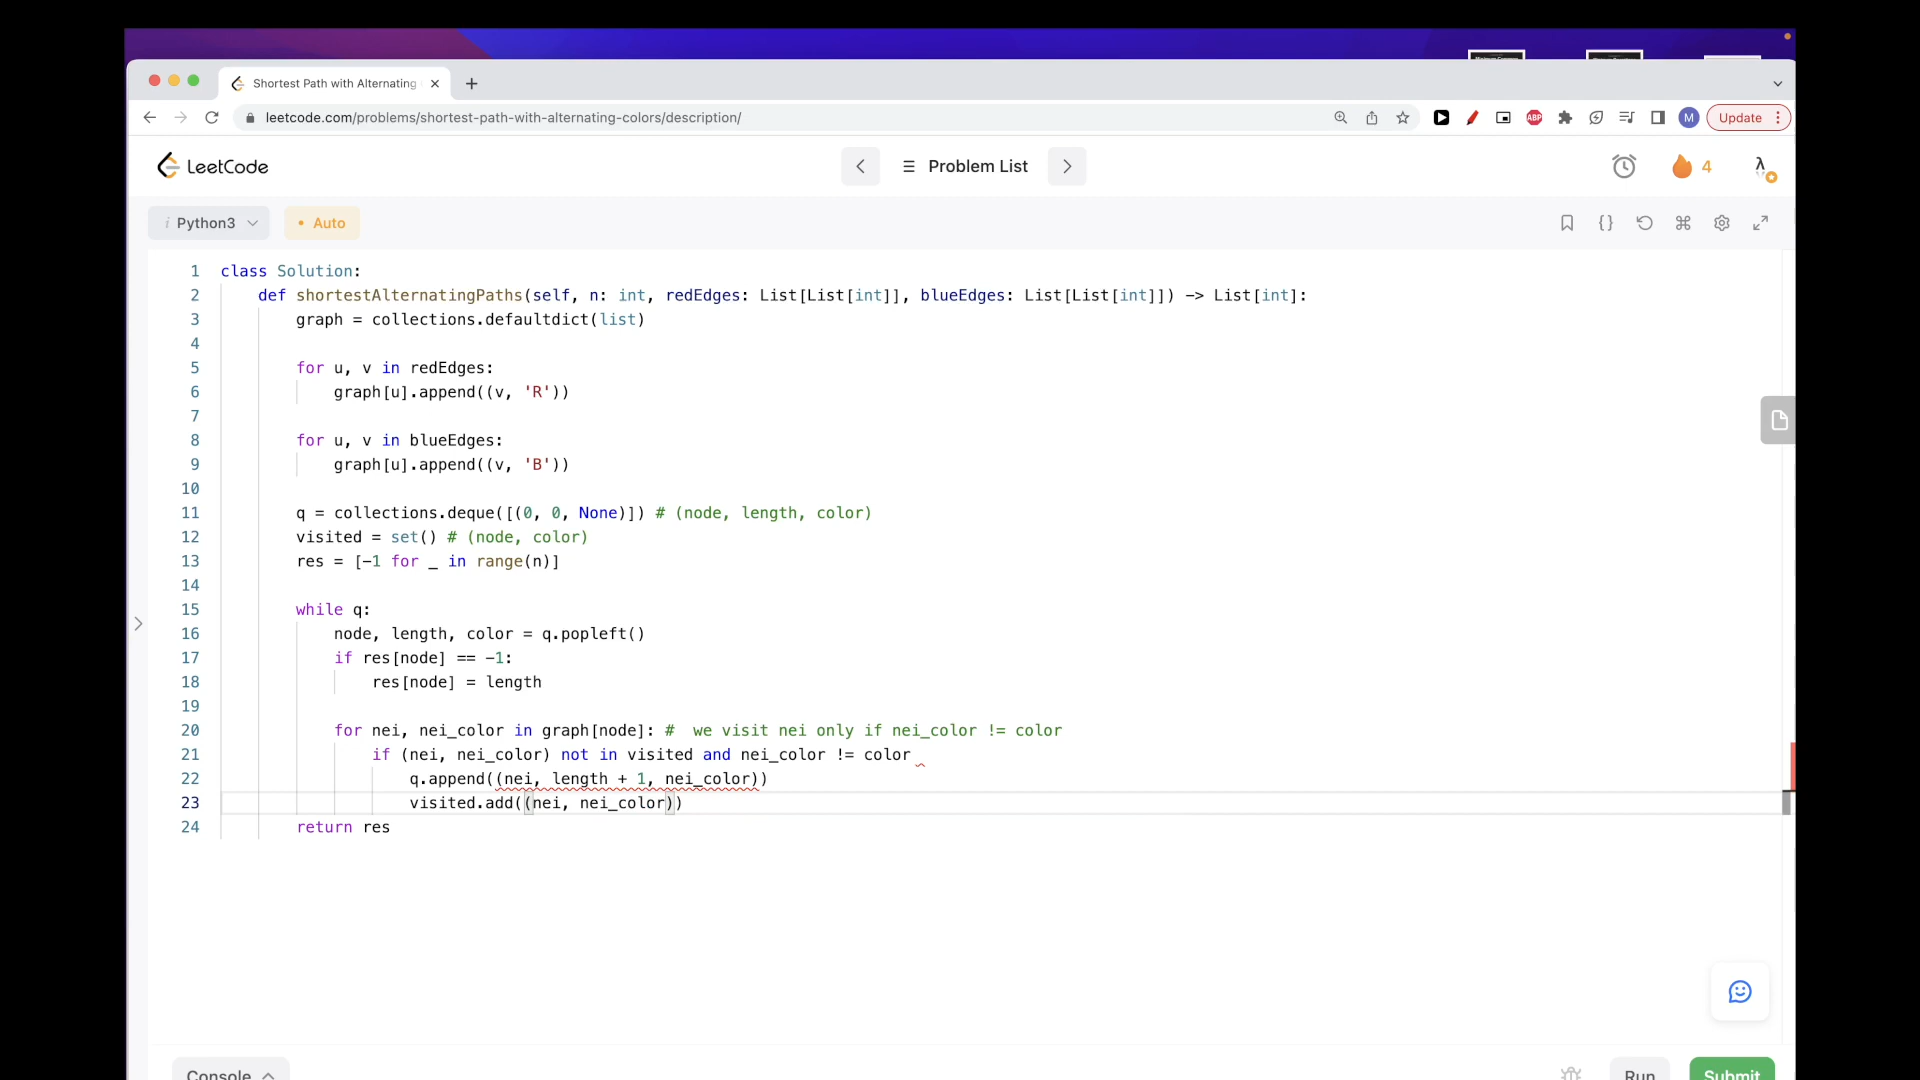 Shortest Path with Alternating
leetcode.com/problems/shortest-path-with-alternating-colors/description/
ABP
M
Update
LeetCode
Problem List
4
i Python3
• Auto
1 class Solution:
2 def shortestAlternatingPaths(self, n: int, redEdges: List[List[int]], blueEdges: List[List[int]]) -> List[int]:
3 graph = collections.defaultdict(list)
4
5 for u, v in redEdges:
6 graph[u].append((v, 'R'))
7
8 for u, v in blueEdges:
9 graph[u].append((v, 'B'))
10
11 q = collections.deque([(0, 0, None)]) # (node, length, color)
12 visited = set() # (node, color)
13 res = [-1 for _ in range(n)]
14
15 while q:
16 node, length, color = q.popleft()
17 if res[node] == -1:
18 res[node] = length
19
20 for nei, nei_color in graph[node]: #  we visit nei only if nei_color != color
21 if (nei, nei_color) not in visited and nei_color != color
22 q.append((nei, length + 1, nei_color))
23 visited.add((nei, nei_color))
24 return res
Console
Run
Submit